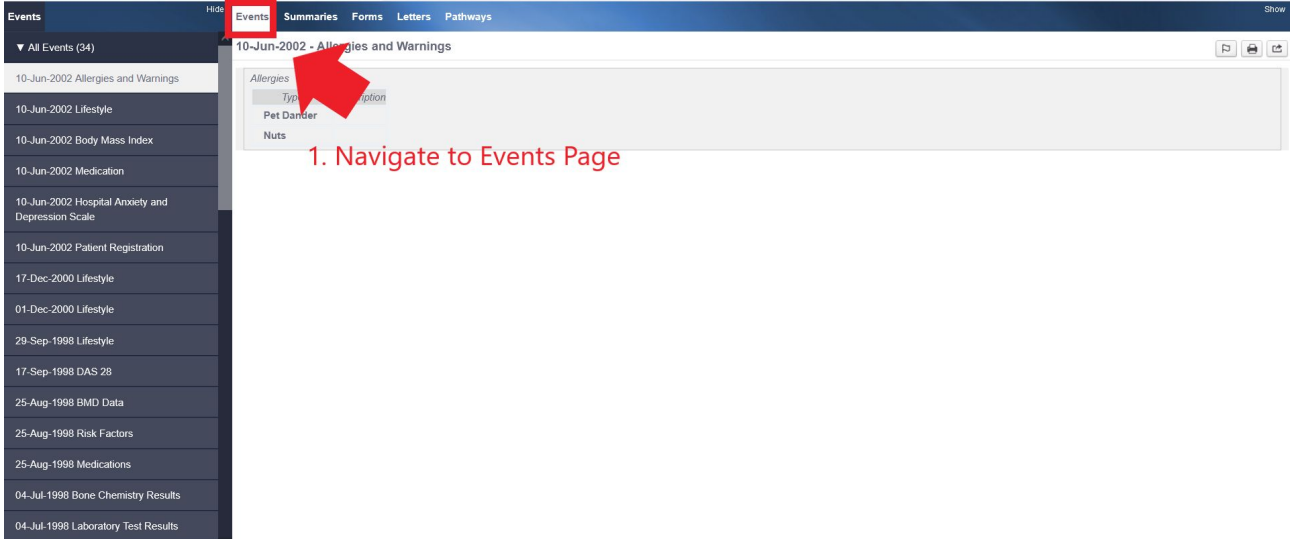 Events
Hide
Events Summaries Forms Letters Pathways
Show
▼ All Events (34)
10-Jun-2002 - Allergies and Warnings
10-Jun-2002 Allergies and Warnings
10-Jun-2002 Lifestyle
10-Jun-2002 Body Mass Index
10-Jun-2002 Medication
10-Jun-2002 Hospital Anxiety and
Depression Scale
10-Jun-2002 Patient Registration
17-Dec-2000 Lifestyle
01-Dec-2000 Lifestyle
29-Sep-1998 Lifestyle
17-Sep-1998 DAS 28
25-Aug-1998 BMD Data
25-Aug-1998 Risk Factors
25-Aug-1998 Medications
04-Jul-1998 Bone Chemistry Results
04-Jul-1998 Laboratory Test Results
Allergies
Pet Dander
Nuts
1. Navigate to Events Page